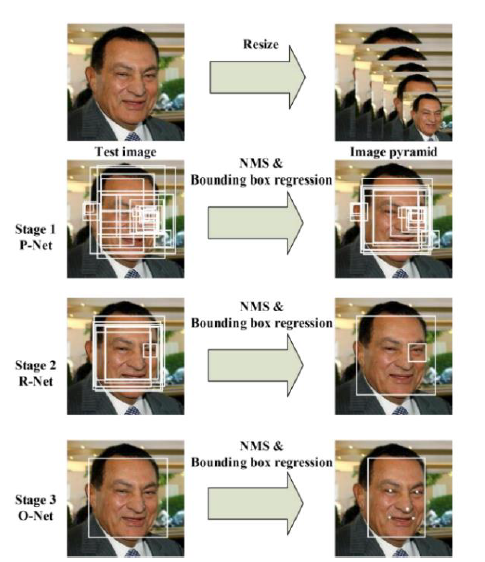 Resize
Test image
Image pyramid
NMS &
Bounding box regression
Stage 1
P-Net
NMS &
Bounding box regression
Stage 2
R-Net
NMS &
Bounding box regression
Stage 3
O-Net